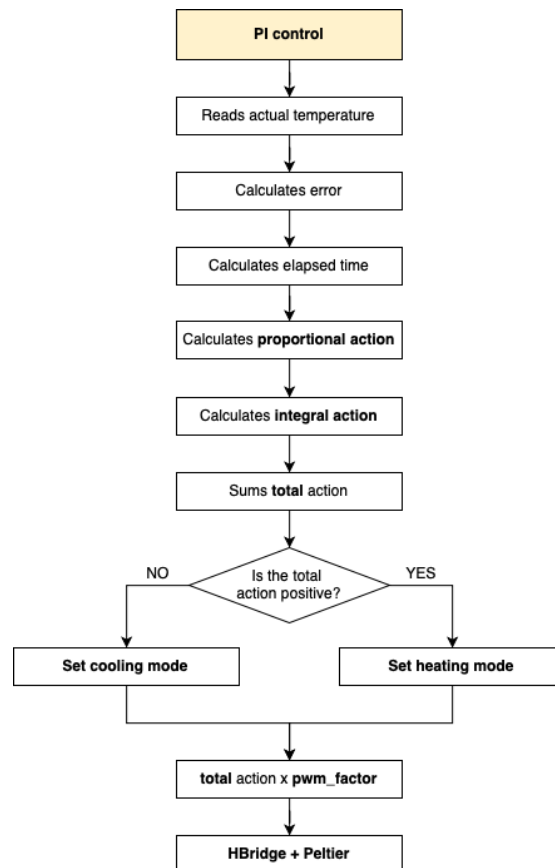 PI control
Reads actual temperature
Calculates error
Calculates elapsed time
Calculates proportional action
Calculates integral action
Sums total action
Is the total
action positive?
NO
YES
Set cooling mode
Set heating mode
total action x pwm_factor
HBridge + Peltier